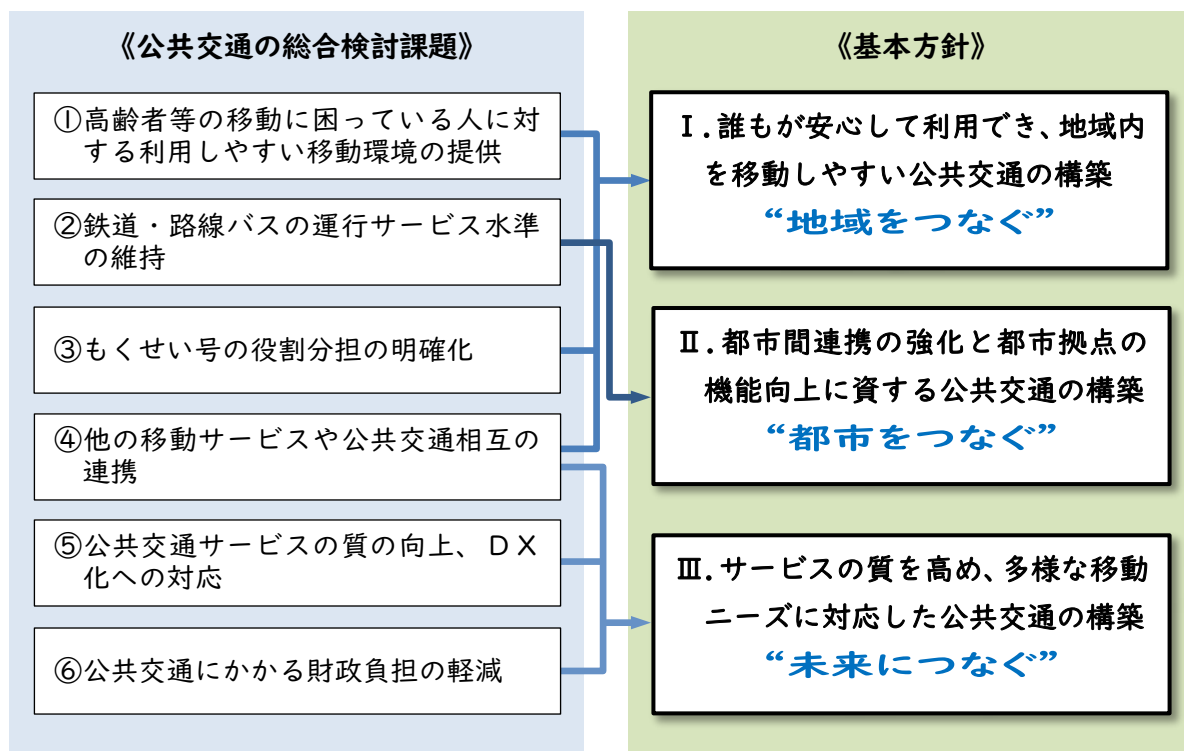 《公共交通の総合検討課題》
①高齢者等の移動に困っている人に対
する利用しやすい移動環境の提供
②鉄道・路線バスの運行サービス水準
の維持
③もくせい号の役割分担の明確化
④他の移動サービスや公共交通相互の
連携
⑤公共交通サービスの質の向上、ＤＸ
化への対応
⑥公共交通にかかる財政負担の軽減
《基本方針》
Ⅰ.誰もが安心して利用でき、地域内
を移動しやすい公共交通の構築
“地域をつなぐ”
Ⅱ.都市間連携の強化と都市拠点の
機能向上に資する公共交通の構築
“都市をつなぐ”
Ⅲ.サービスの質を高め、多様な移動
ニーズに対応した公共交通の構築
“未来につなぐ”